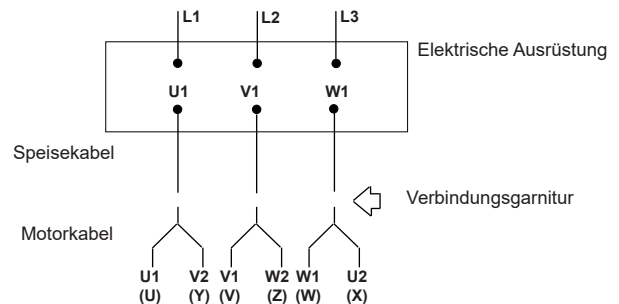 L1 L2 L3
Elektrische Ausrüstung
U1 V1 W1
Speisekabel
Verbindungsgarnitur
Motorkabel
U1 V2 V1 W2 W1 U2
(U) (Y) (V) (Z) (W) (X)